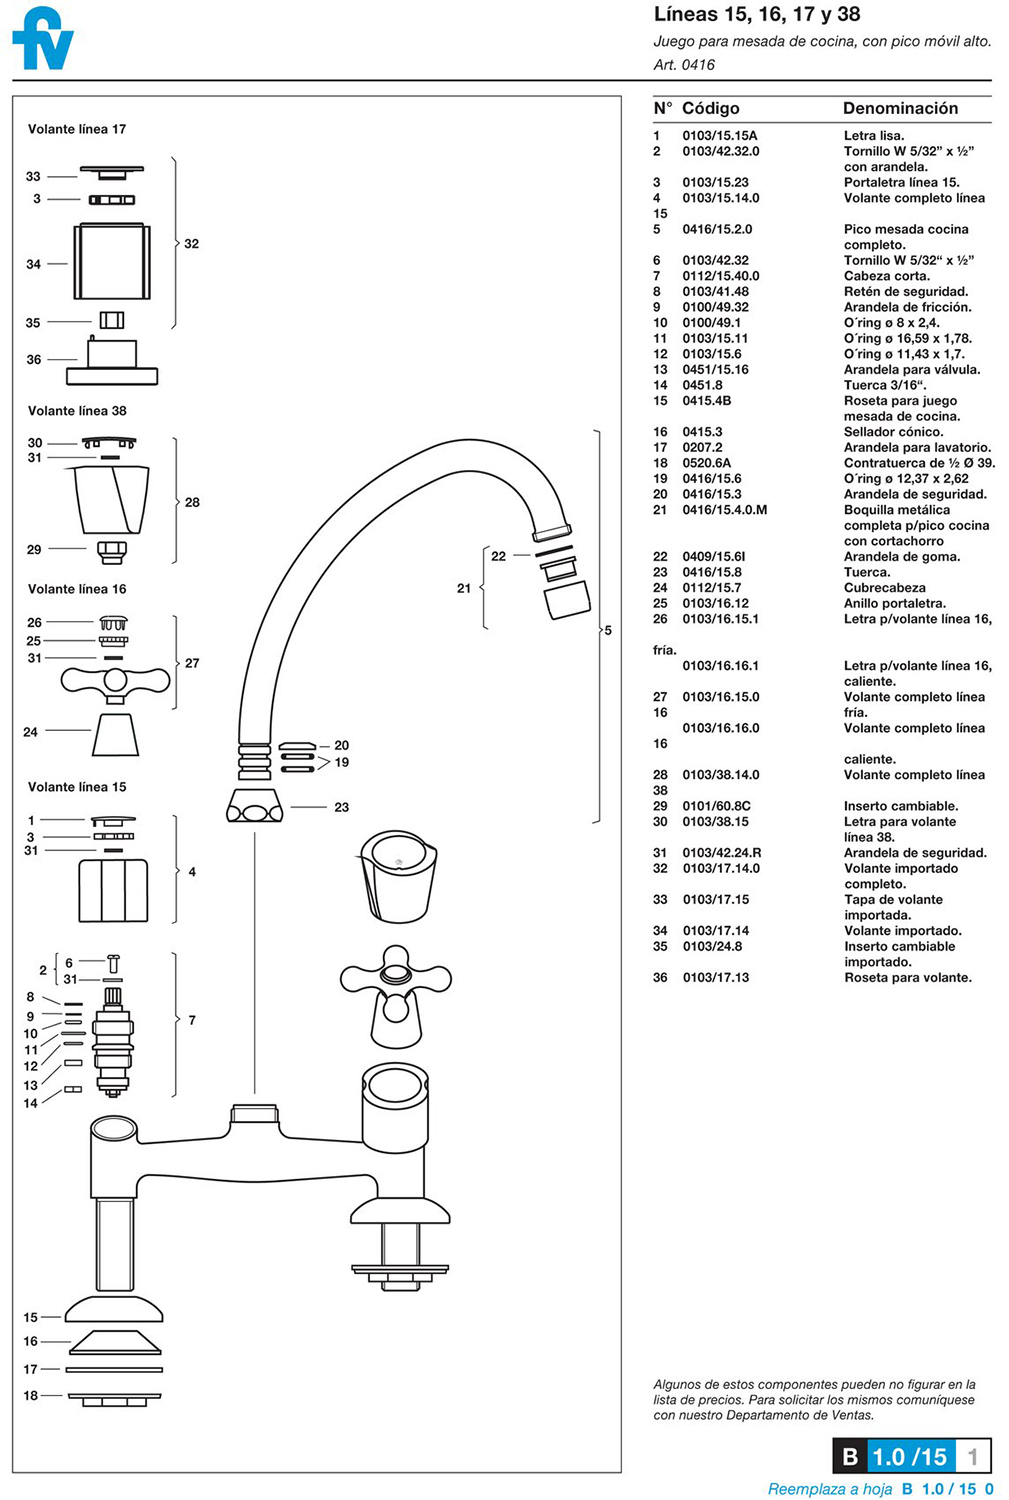 fv
Líneas 15, 16, 17 y 38
Juego para mesada de cocina, con pico móvil alto.
Art. 0416
Volante línea 17
33
3
32
34
35
36
Volante línea 38
30
31
28
29
Volante línea 16
26
25
31
27
24
Volante línea 15
1
3
31
4
6
2
31
8
9
7
10
11
12
13
14
22
21
5
20
19
23
15
16
17
18
N° Código Denominación
1 0103/15.15A Letra lisa.
2 0103/42.32.0 Tornillo W 5/32” x ½”
con arandela.
3 0103/15.23 Portaletra línea 15.
4 0103/15.14.0 Volante completo línea
15
5 0416/15.2.0 Pico mesada cocina
completo.
6 0103/42.32 Tornillo W 5/32“ x ½”
7 0112/15.40.0 Cabeza corta.
8 0103/41.48 Retén de seguridad.
9 0100/49.32 Arandela de fricción.
10 0100/49.1 O´ring ø 8 x 2,4.
11 0103/15.11 O´ring ø 16,59 x 1,78.
12 0103/15.6 O´ring ø 11,43 x 1,7.
13 0451/15.16 Arandela para válvula.
14 0451.8 Tuerca 3/16“.
15 0415.4B Roseta para juego
mesada de cocina.
16 0415.3 Sellador cónico.
17 0207.2 Arandela para lavatorio.
18 0520.6A Contratuerca de ½ Ø 39.
19 0416/15.6 O´ring ø 12,37 x 2,62
20 0416/15.3 Arandela de seguridad.
21 0416/15.4.0.M Boquilla metálica
completa p/pico cocina
con cortachorro
22 0409/15.6I Arandela de goma.
23 0416/15.8 Tuerca.
24 0112/15.7 Cubrecabeza
25 0103/16.12 Anillo portaletra.
26 0103/16.15.1 Letra p/volante línea 16,
fría.
0103/16.16.1 Letra p/volante línea 16,
caliente.
27 0103/16.15.0 Volante completo línea
16 fría.
0103/16.16.0 Volante completo línea
16
caliente.
28 0103/38.14.0 Volante completo línea
38
29 0101/60.8C Inserto cambiable.
30 0103/38.15 Letra para volante
línea 38.
31 0103/42.24.R Arandela de seguridad.
32 0103/17.14.0 Volante importado
completo.
33 0103/17.15 Tapa de volante
importada.
34 0103/17.14 Volante importado.
35 0103/24.8 Inserto cambiable
importado.
36 0103/17.13 Roseta para volante.
Algunos de estos componentes pueden no figurar en la
lista de precios. Para solicitar los mismos comuníquese
con nuestro Departamento de Ventas.
B 1.0 /15 1
Reemplaza a hoja B 1.0 / 15 0